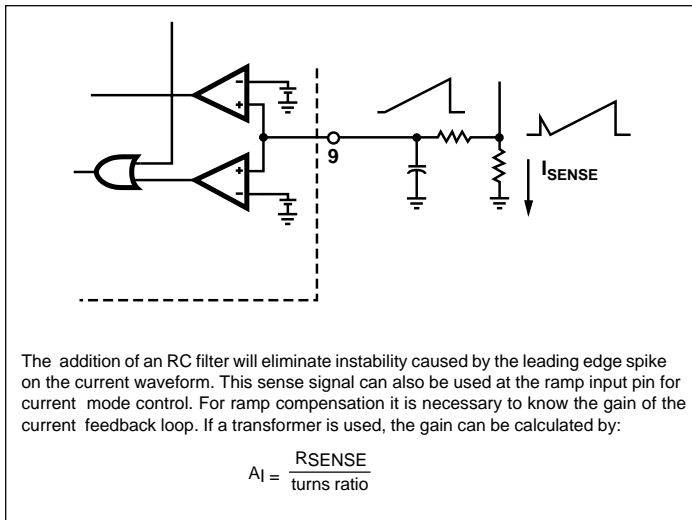 9
ISENSE
The addition of an RC filter will eliminate instability caused by the leading edge spike
on the current waveform. This sense signal can also be used at the ramp input pin for
current mode control. For ramp compensation it is necessary to know the gain of the
current feedback loop. If a transformer is used, the gain can be calculated by:
AI = RSENSE
turns ratio